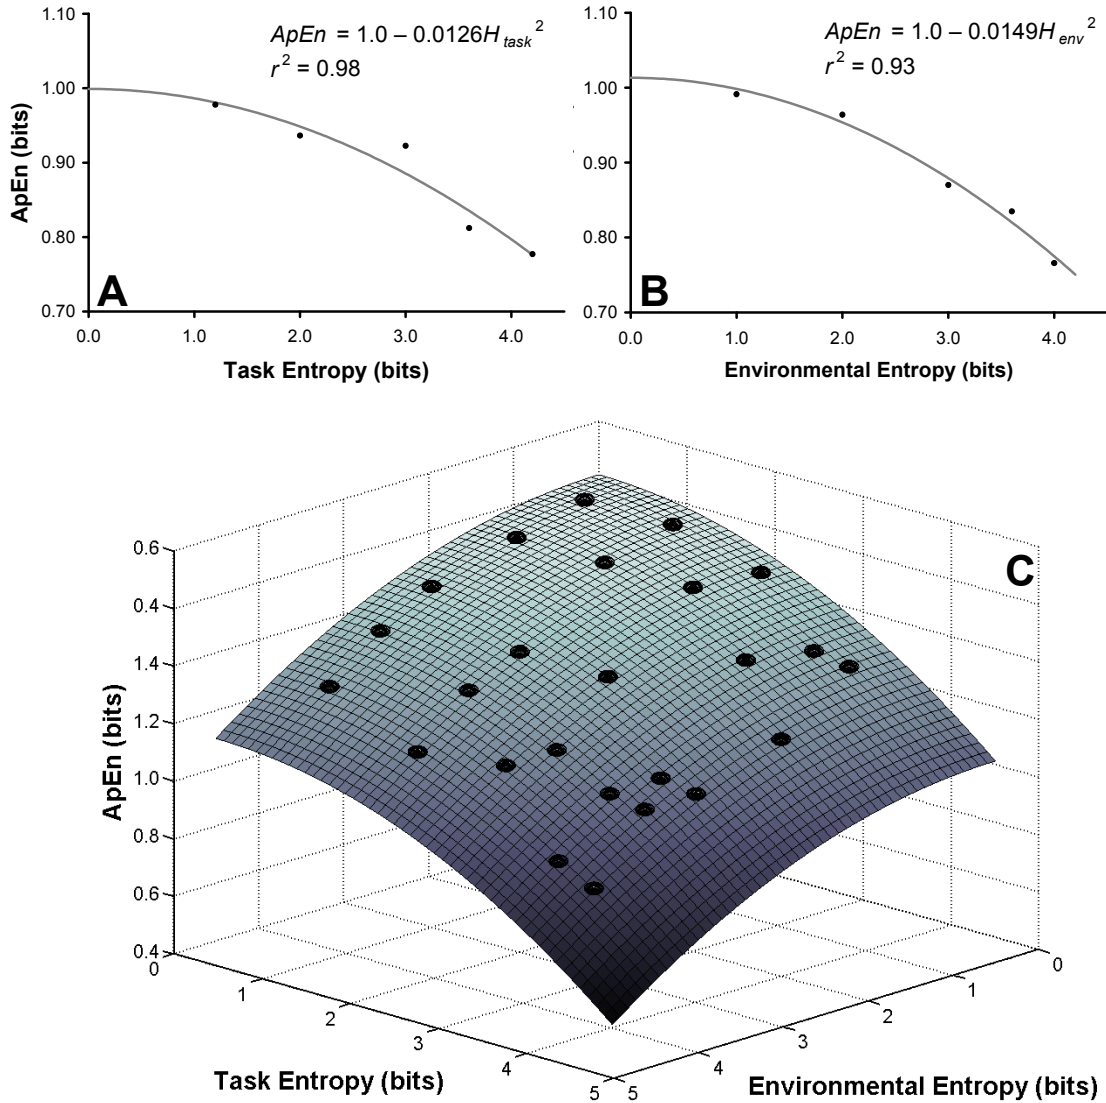 1.10
1.00
0.90
0.80
0.70
ApEn (bits)
ApEn = 1.0 – 0.0126H task 2
r 2 = 0.98
A
0.0 1.0 2.0 3.0 4.0
Task Entropy (bits)
1.10
1.00
0.90
0.80
0.70
ApEn = 1.0 – 0.0149H env 2
r 2 = 0.93
B
0.0 1.0 2.0 3.0 4.0
Environmental Entropy (bits)
C
0.6
0.4
1.4
1.2
1.0
0.8
0.6
0.4
ApEn (bits)
0
1
2
3
4
5
Task Entropy (bits)
5
4
3
2
1
0
Environmental Entropy (bits)